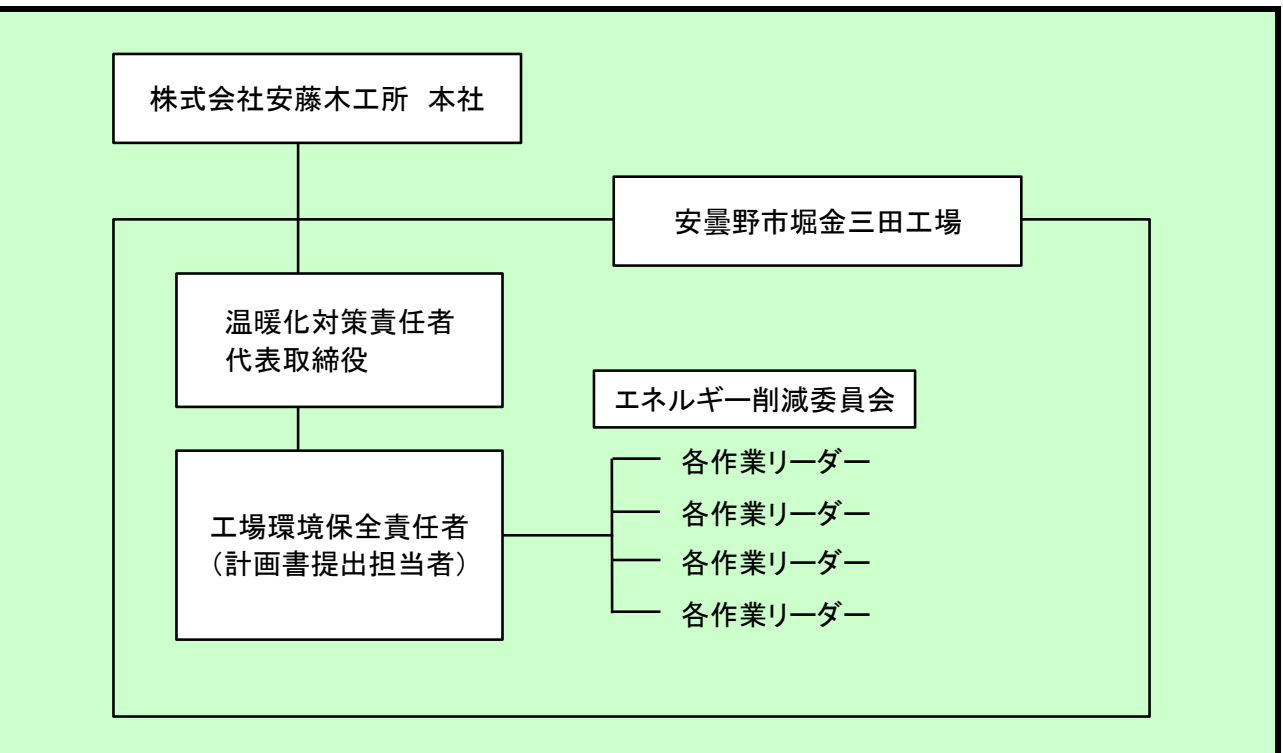 株式会社安藤木工所 本社
安曇野市堀金三田工場
温暖化対策責任者
代表取締役
エネルギー削減委員会
各作業リーダー
各作業リーダー
各作業リーダー
各作業リーダー
工場環境保全責任者
（計画書提出担当者）